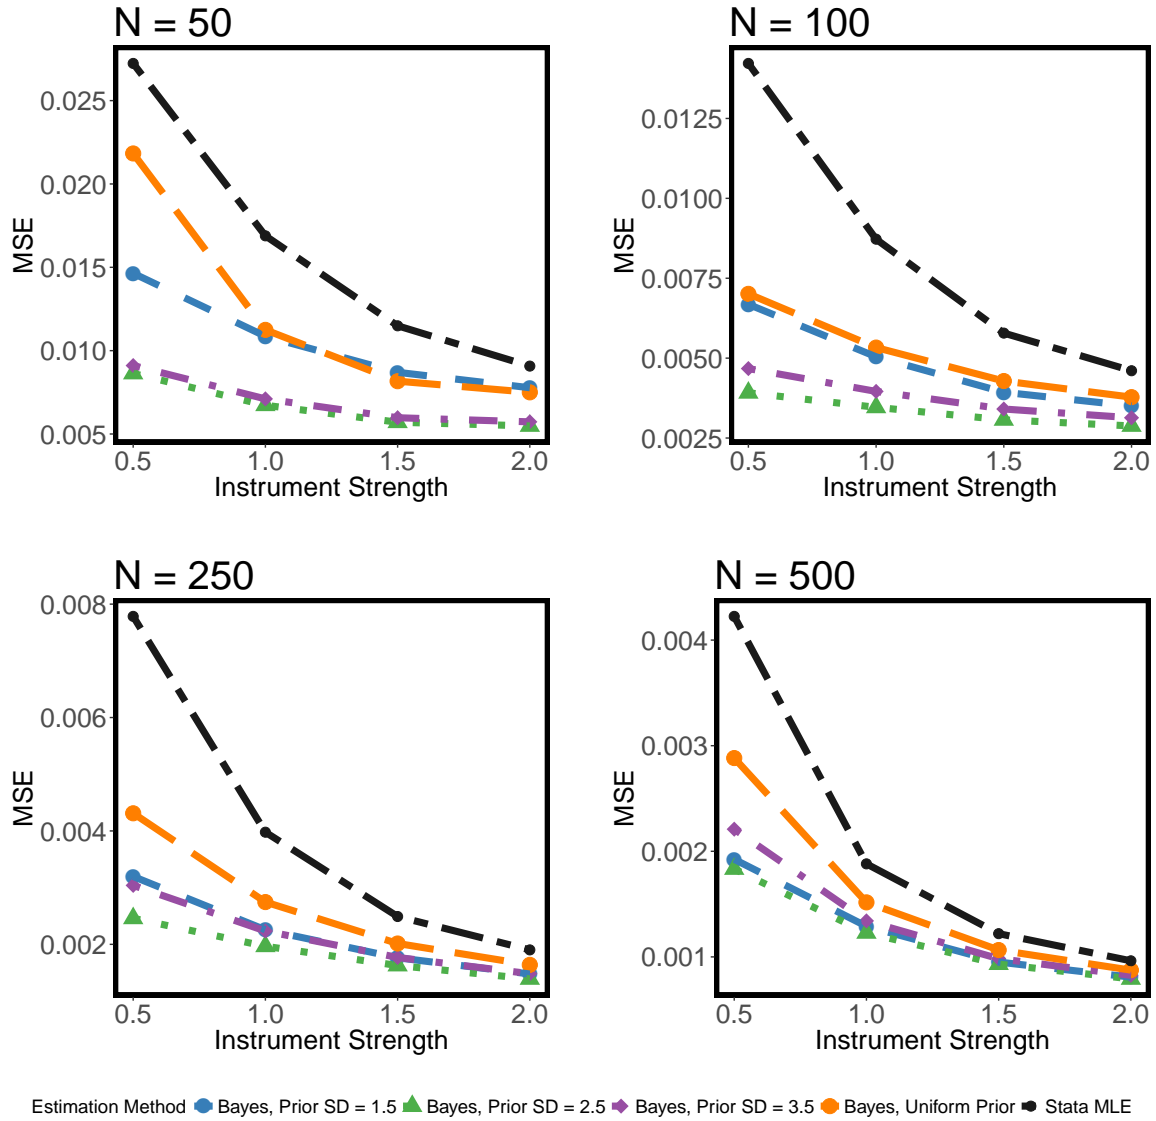 N = 50
0.025
0.020
0.015
0.010
0.005
MSE
0.5 1.0 1.5 2.0
Instrument Strength
N = 100
0.0125
0.0100
0.0075
0.0050
0.0025
MSE
0.5 1.0 1.5 2.0
Instrument Strength
N = 250
0.008
0.006
0.004
0.002
MSE
0.5 1.0 1.5 2.0
Instrument Strength
N = 500
0.004
0.003
0.002
0.001
MSE
0.5 1.0 1.5 2.0
Instrument Strength
Estimation Method Bayes, Prior SD = 1.5 Bayes, Prior SD = 2.5 Bayes, Prior SD = 3.5 Bayes, Uniform Prior Stata MLE